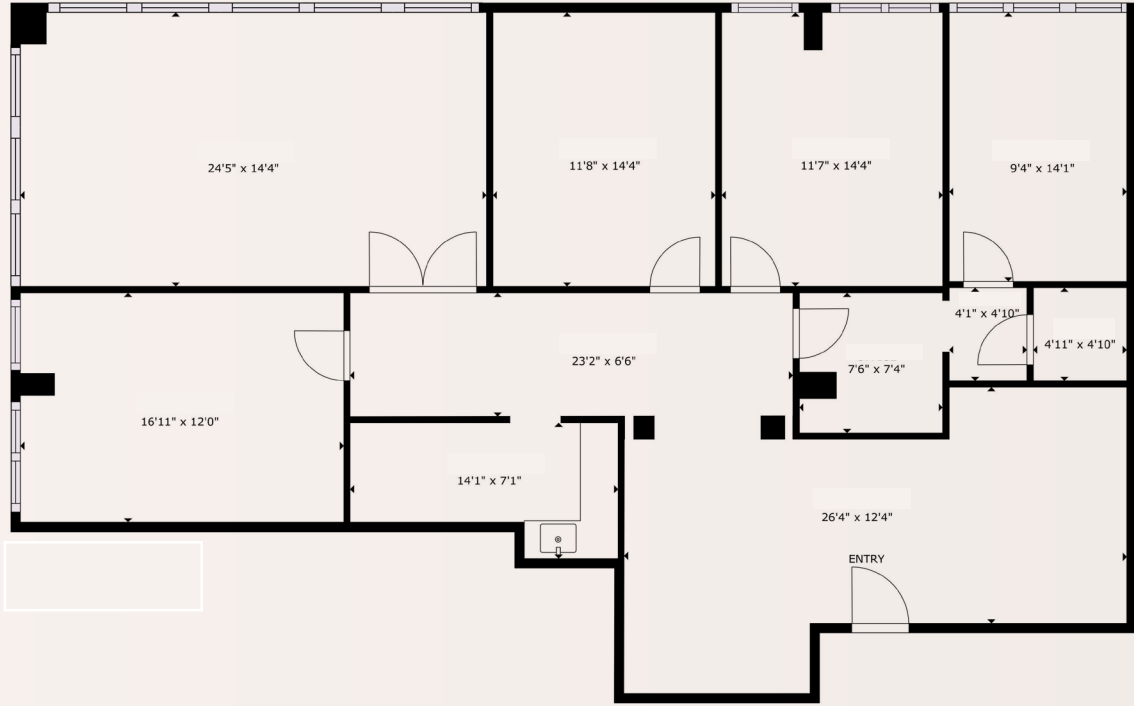 24'5" x 14'4"
11'8" x 14'4"
11'7" x 14'4"
9'4" x 14'1"
4'1" x 4'10"
4'11" x 4'10"
23'2" x 6'6"
7'6" x 7'4"
16'11" x 12'0"
14'1" x 7'1"
26'4" x 12'4"
ENTRY